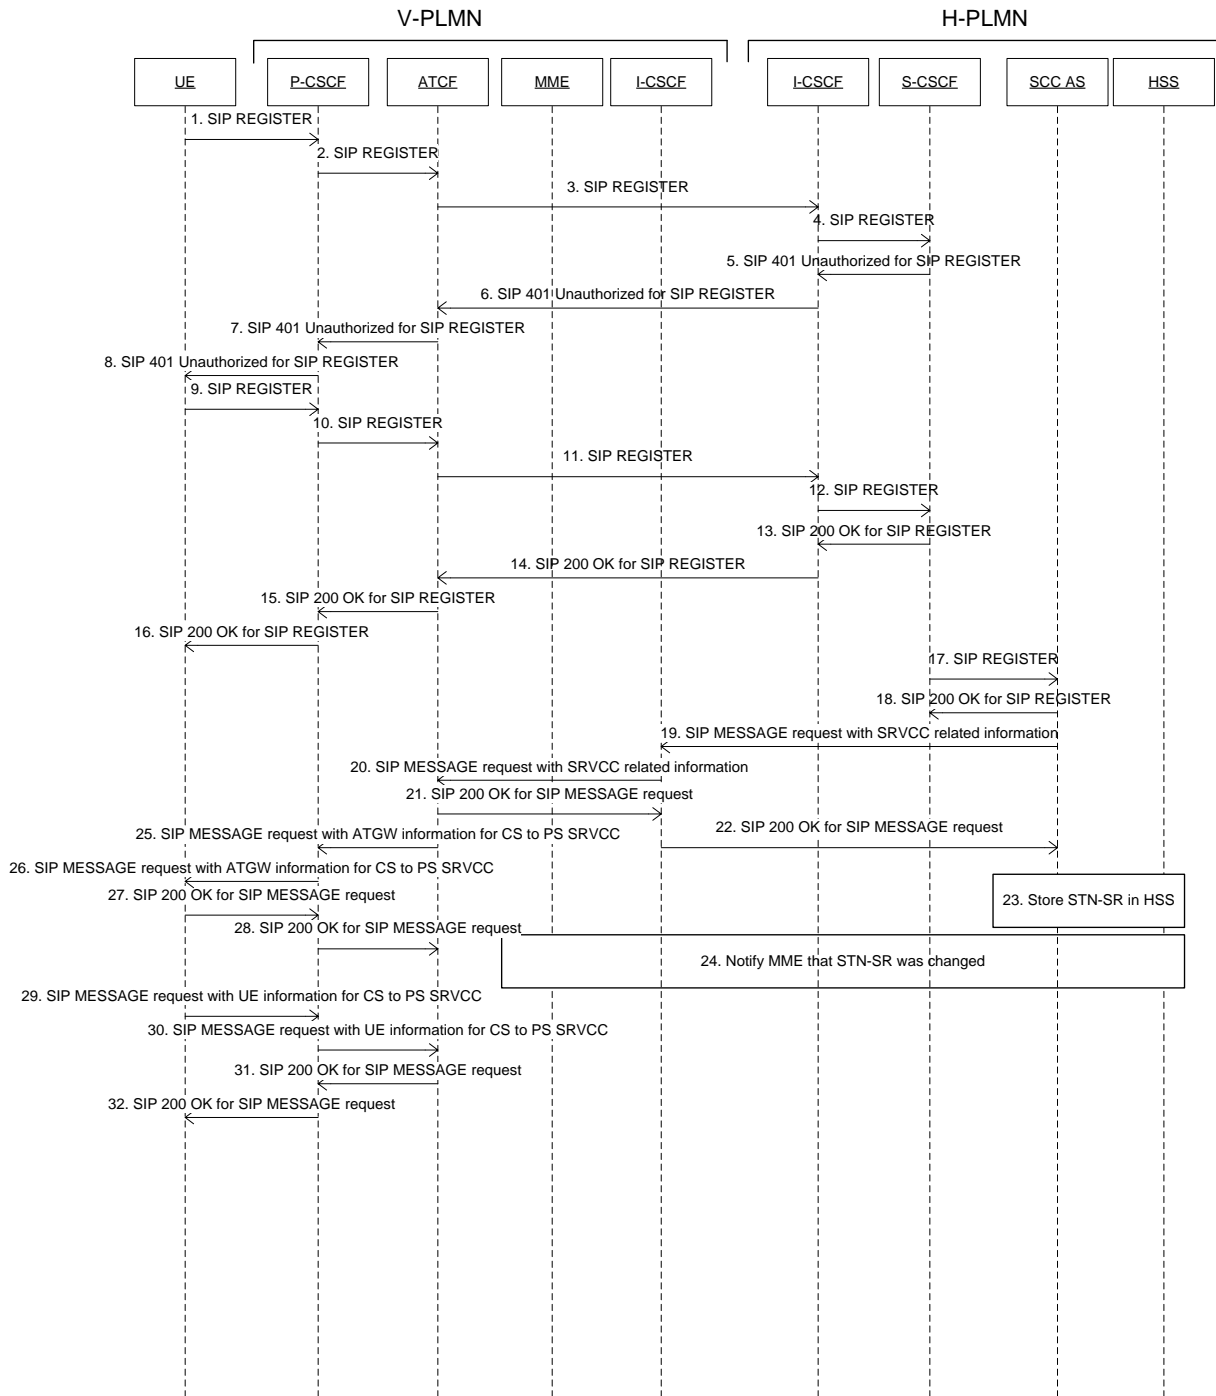 V-PLMN
H-PLMN
UE
P-CSCF
ATCF
MME
I-CSCF
I-CSCF
S-CSCF
SCC AS
HSS
1. SIP REGISTER
2. SIP REGISTER
3. SIP REGISTER
4. SIP REGISTER
5. SIP 401 Unauthorized for SIP REGISTER
6. SIP 401 Unauthorized for SIP REGISTER
7. SIP 401 Unauthorized for SIP REGISTER
8. SIP 401 Unauthorized for SIP REGISTER
9. SIP REGISTER
10. SIP REGISTER
11. SIP REGISTER
12. SIP REGISTER
13. SIP 200 OK for SIP REGISTER
14. SIP 200 OK for SIP REGISTER
15. SIP 200 OK for SIP REGISTER
16. SIP 200 OK for SIP REGISTER
17. SIP REGISTER
18. SIP 200 OK for SIP REGISTER
19. SIP MESSAGE request with SRVCC related information
20. SIP MESSAGE request with SRVCC related information
21. SIP 200 OK for SIP MESSAGE request
22. SIP 200 OK for SIP MESSAGE request
25. SIP MESSAGE request with ATGW information for CS to PS SRVCC
26. SIP MESSAGE request with ATGW information for CS to PS SRVCC
27. SIP 200 OK for SIP MESSAGE request
23. Store STN-SR in HSS
28. SIP 200 OK for SIP MESSAGE request
24. Notify MME that STN-SR was changed
29. SIP MESSAGE request with UE information for CS to PS SRVCC
30. SIP MESSAGE request with UE information for CS to PS SRVCC
31. SIP 200 OK for SIP MESSAGE request
32. SIP 200 OK for SIP MESSAGE request